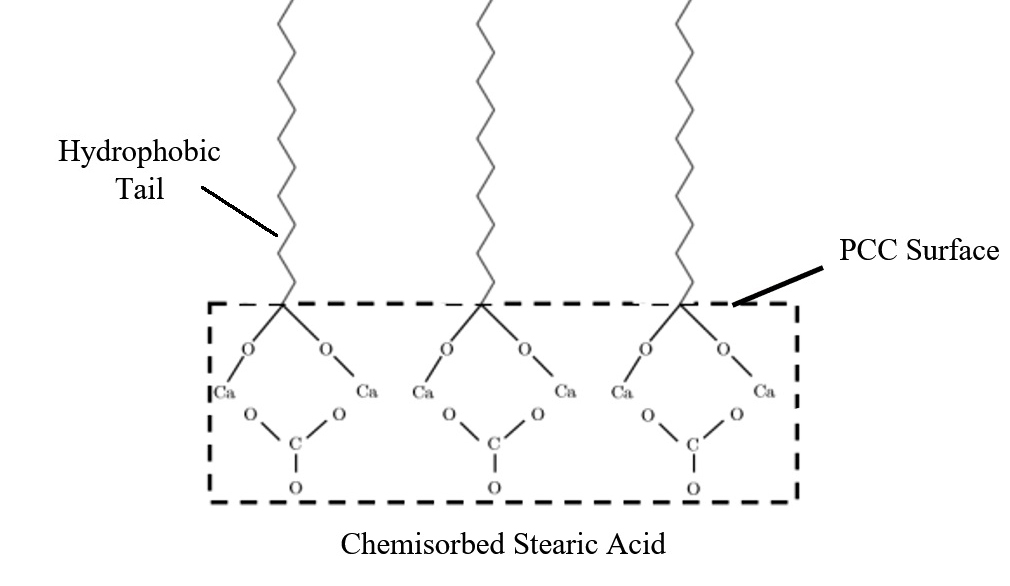 Hydrophobic
Tail
PCC Surface
O O O O O O
Ca Ca Ca Ca Ca Ca
O O O O O O
C C C
O O O
Chemisorbed Stearic Acid